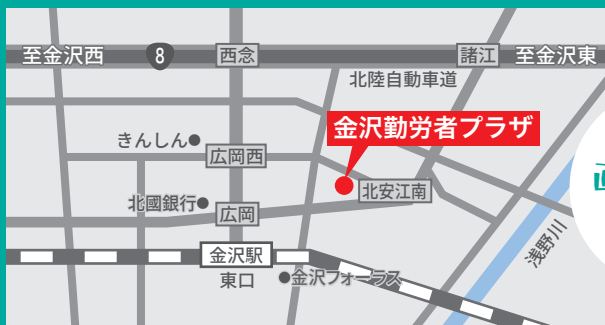 至金沢西
8
西念
諸江
至金沢東
北陸自動車道
金沢勤労者プラザ
きんしん
広岡西
北安江南
北國銀行
広岡
金沢駅
東口
金沢フォーラス
浅野川